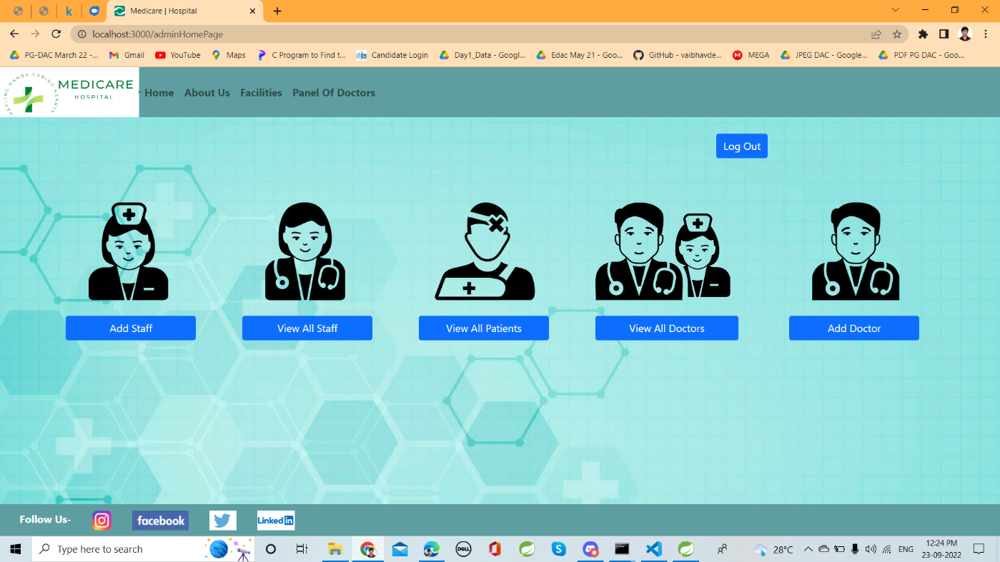 Medicare | Hospital
localhost:3000/adminHomePage
PG-DAC March 22 -... Gmail YouTube Maps C Program to Find t... Candidate Login Day1_Data - Googl... Edac May 21 - Goo... GitHub - vaibhavde... MEGA JPEG DAC - Google... PDF PG DAC - Goo...
HEALING HANDS CARING HEARTS
MEDICARE
HOSPITAL
Home About Us Facilities Panel Of Doctors
Log Out
Add Staff View All Staff View All Patients View All Doctors Add Doctor
Follow Us- facebook Linked in
Type here to search DELL 28°C ENG 12:24 PM
23-09-2022